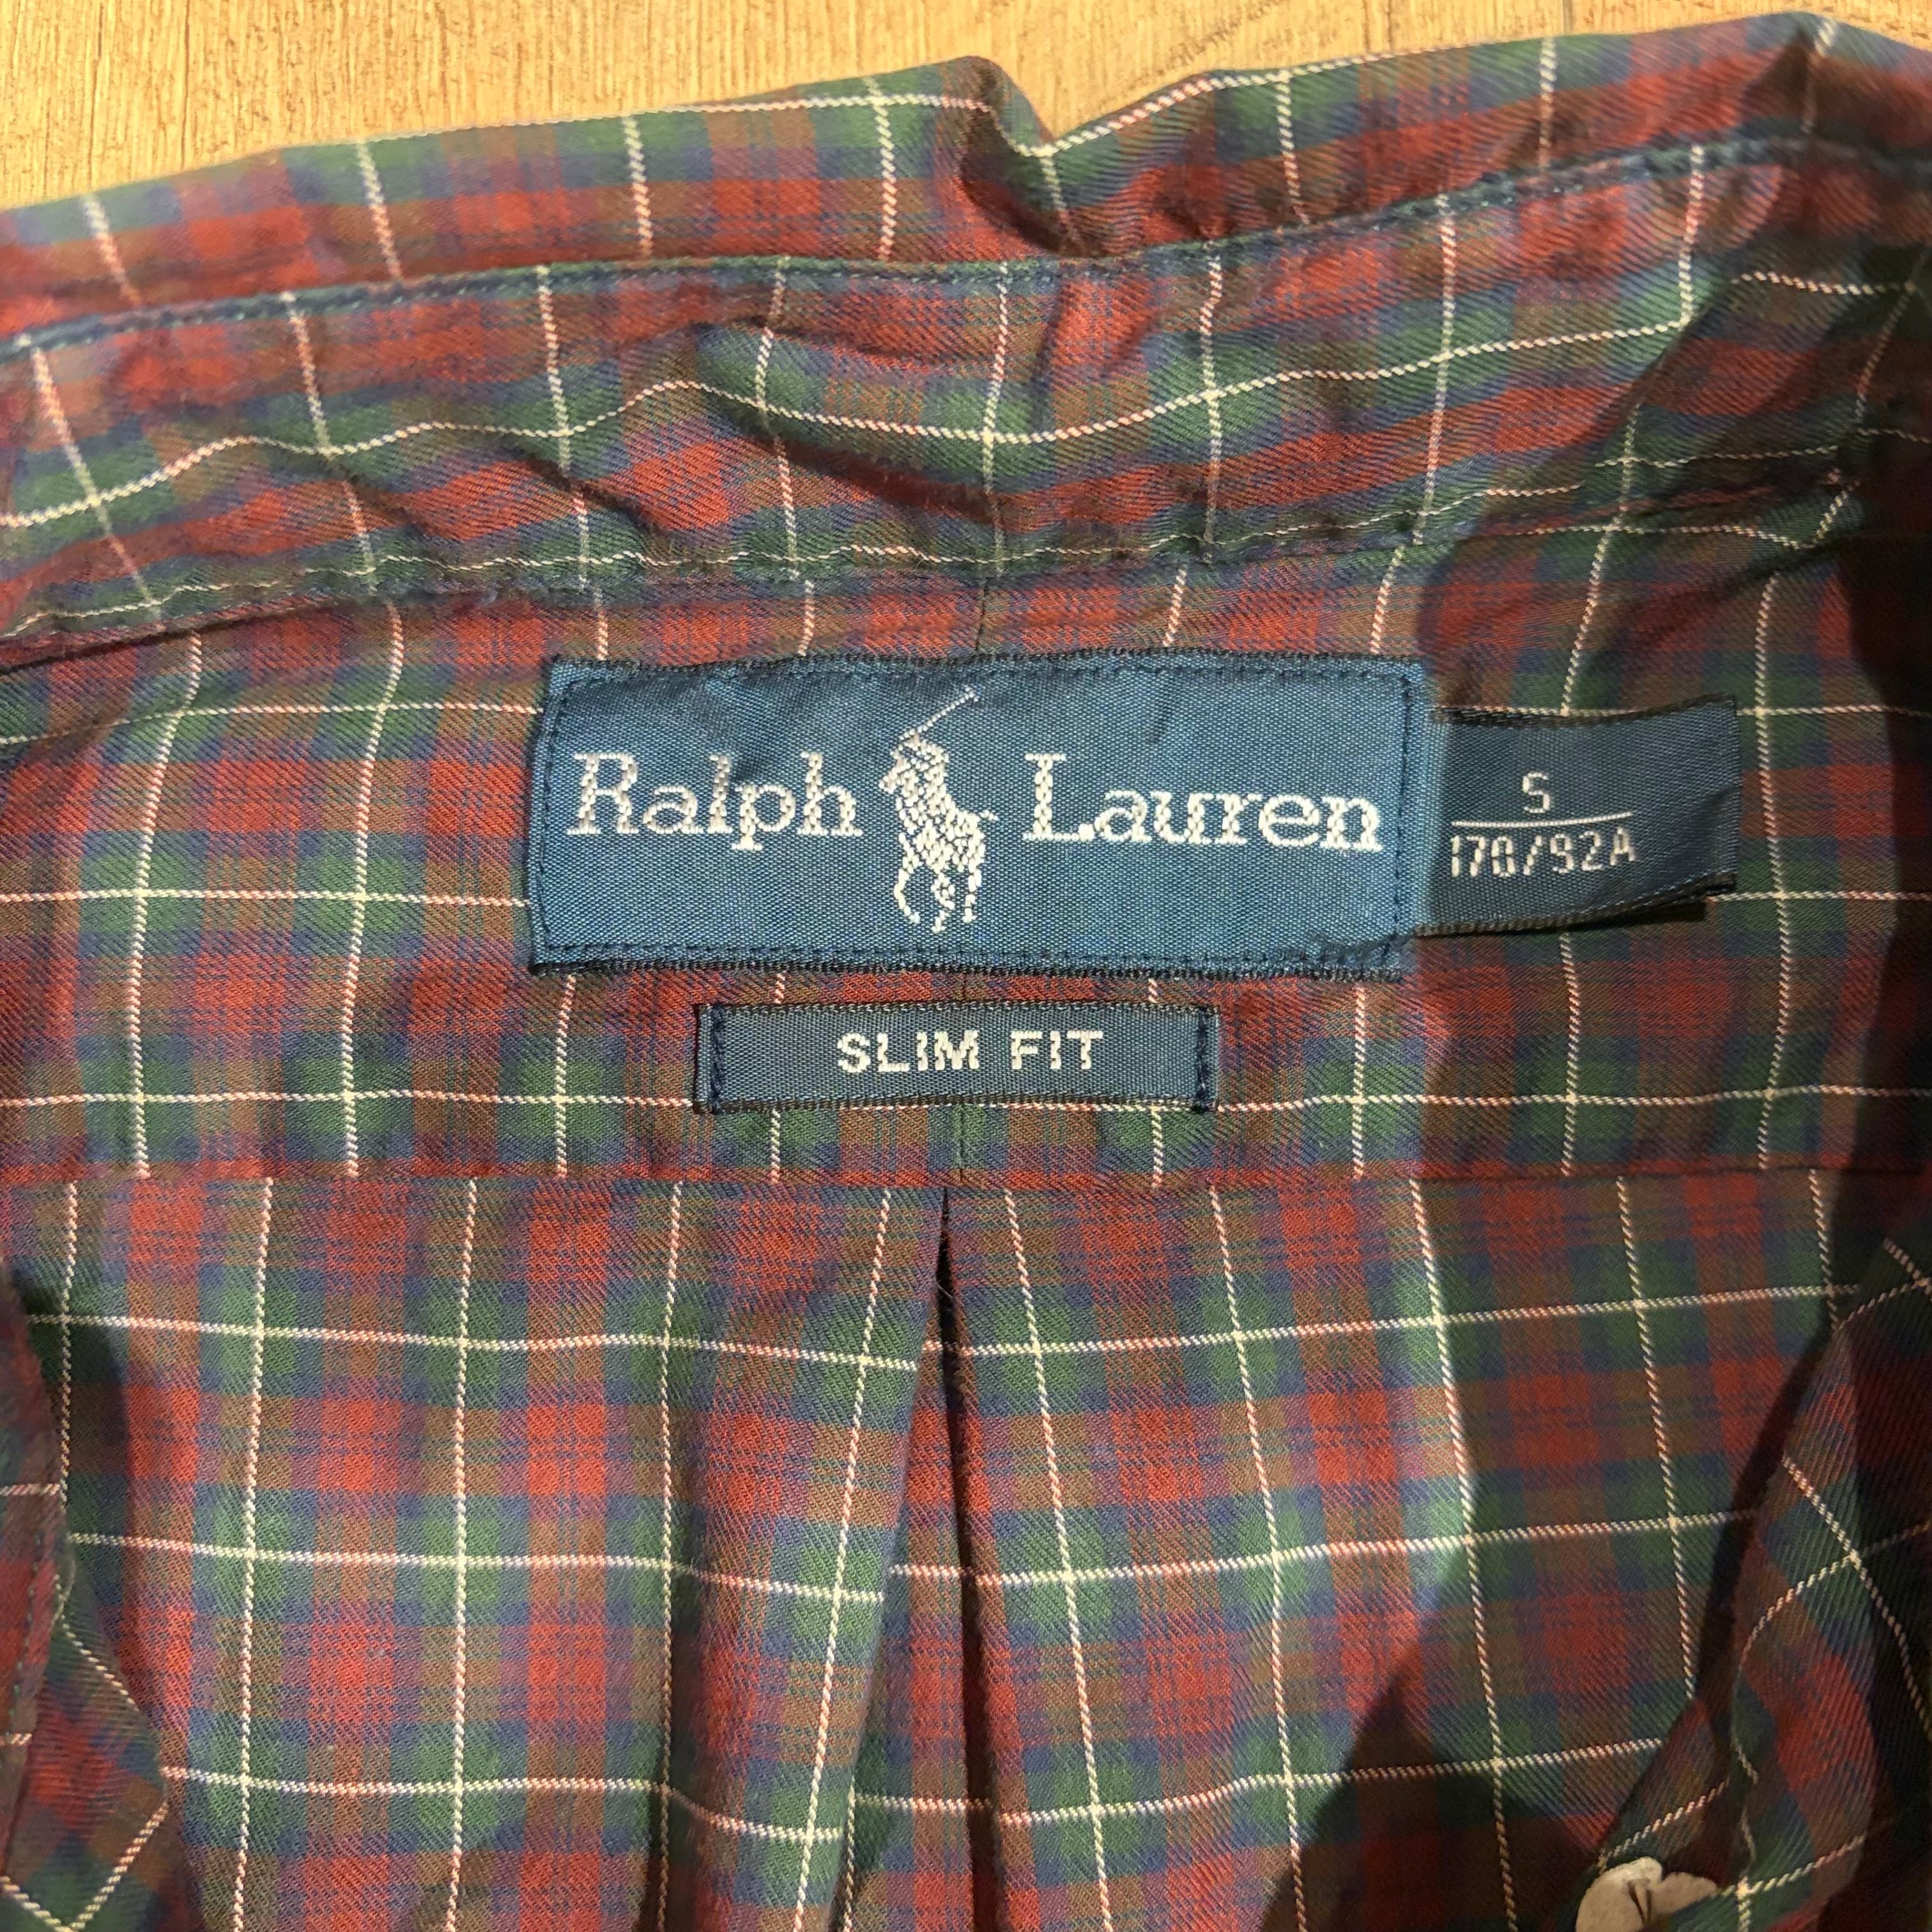 Ralph Lauren
S
170/92A
SLIM FIT